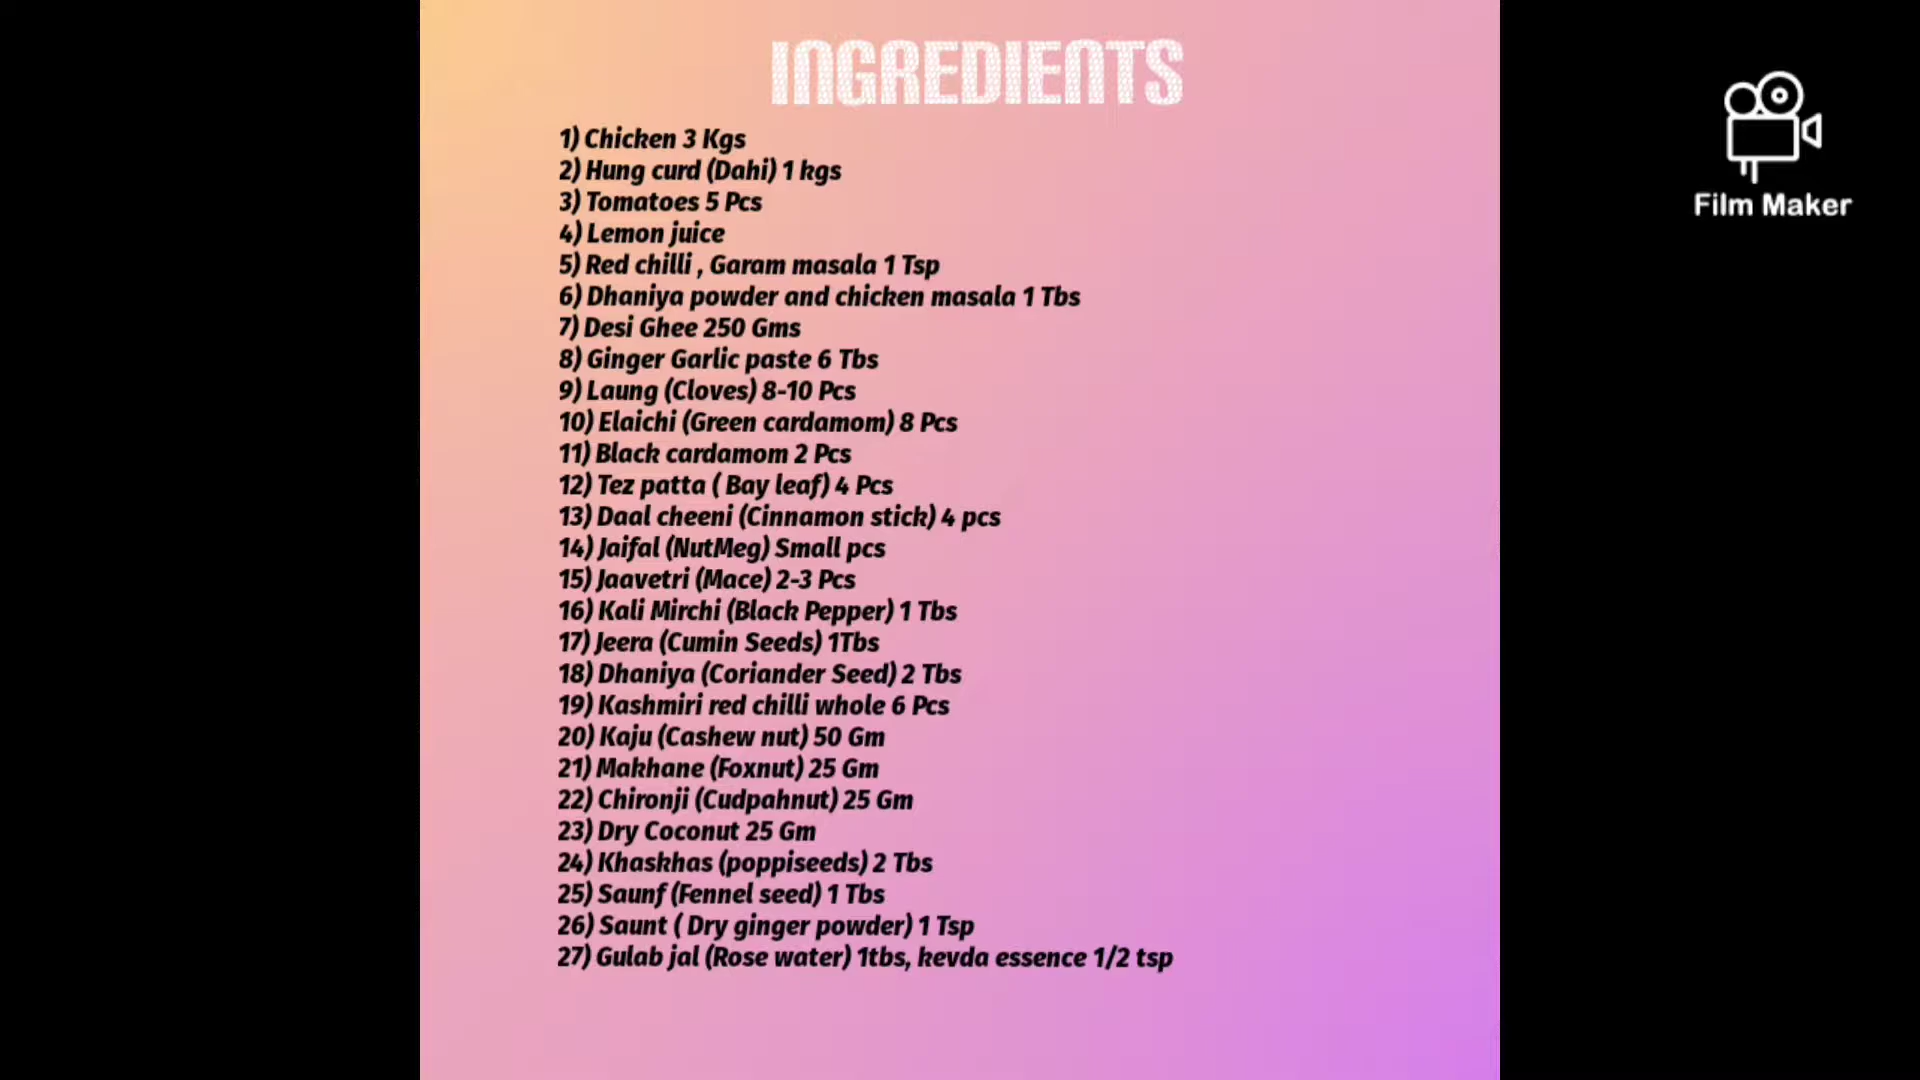 INGREDIENTS
1) Chicken 3 Kgs
2) Hung curd (Dahi) 1 kgs
3) Tomatoes 5 Pcs
4) Lemon juice
5) Red chilli , Garam masala 1 Tsp
6) Dhaniya powder and chicken masala 1 Tbs
7) Desi Ghee 250 Gms
8) Ginger Garlic paste 6 Tbs
9) Laung (Cloves) 8-10 Pcs
10) Elaichi (Green cardamom) 8 Pcs
11) Black cardamom 2 Pcs
12) Tez patta ( Bay leaf) 4 Pcs
13) Daal cheeni (Cinnamon stick) 4 pcs
14) Jaifal (NutMeg) Small pcs
15) Jaavetri (Mace) 2-3 Pcs
16) Kali Mirchi (Black Pepper) 1 Tbs
17) Jeera (Cumin Seeds) 1Tbs
18) Dhaniya (Coriander Seed) 2 Tbs
19) Kashmiri red chilli whole 6 Pcs
20) Kaju (Cashew nut) 50 Gm
21) Makhane (Foxnut) 25 Gm
22) Chironji (Cudpahnut) 25 Gm
23) Dry Coconut 25 Gm
24) Khaskhas (poppiseeds) 2 Tbs
25) Saunf (Fennel seed) 1 Tbs
26) Saunt ( Dry ginger powder) 1 Tsp
27) Gulab jal (Rose water) 1tbs, kevda essence 1/2 tsp
Film Maker